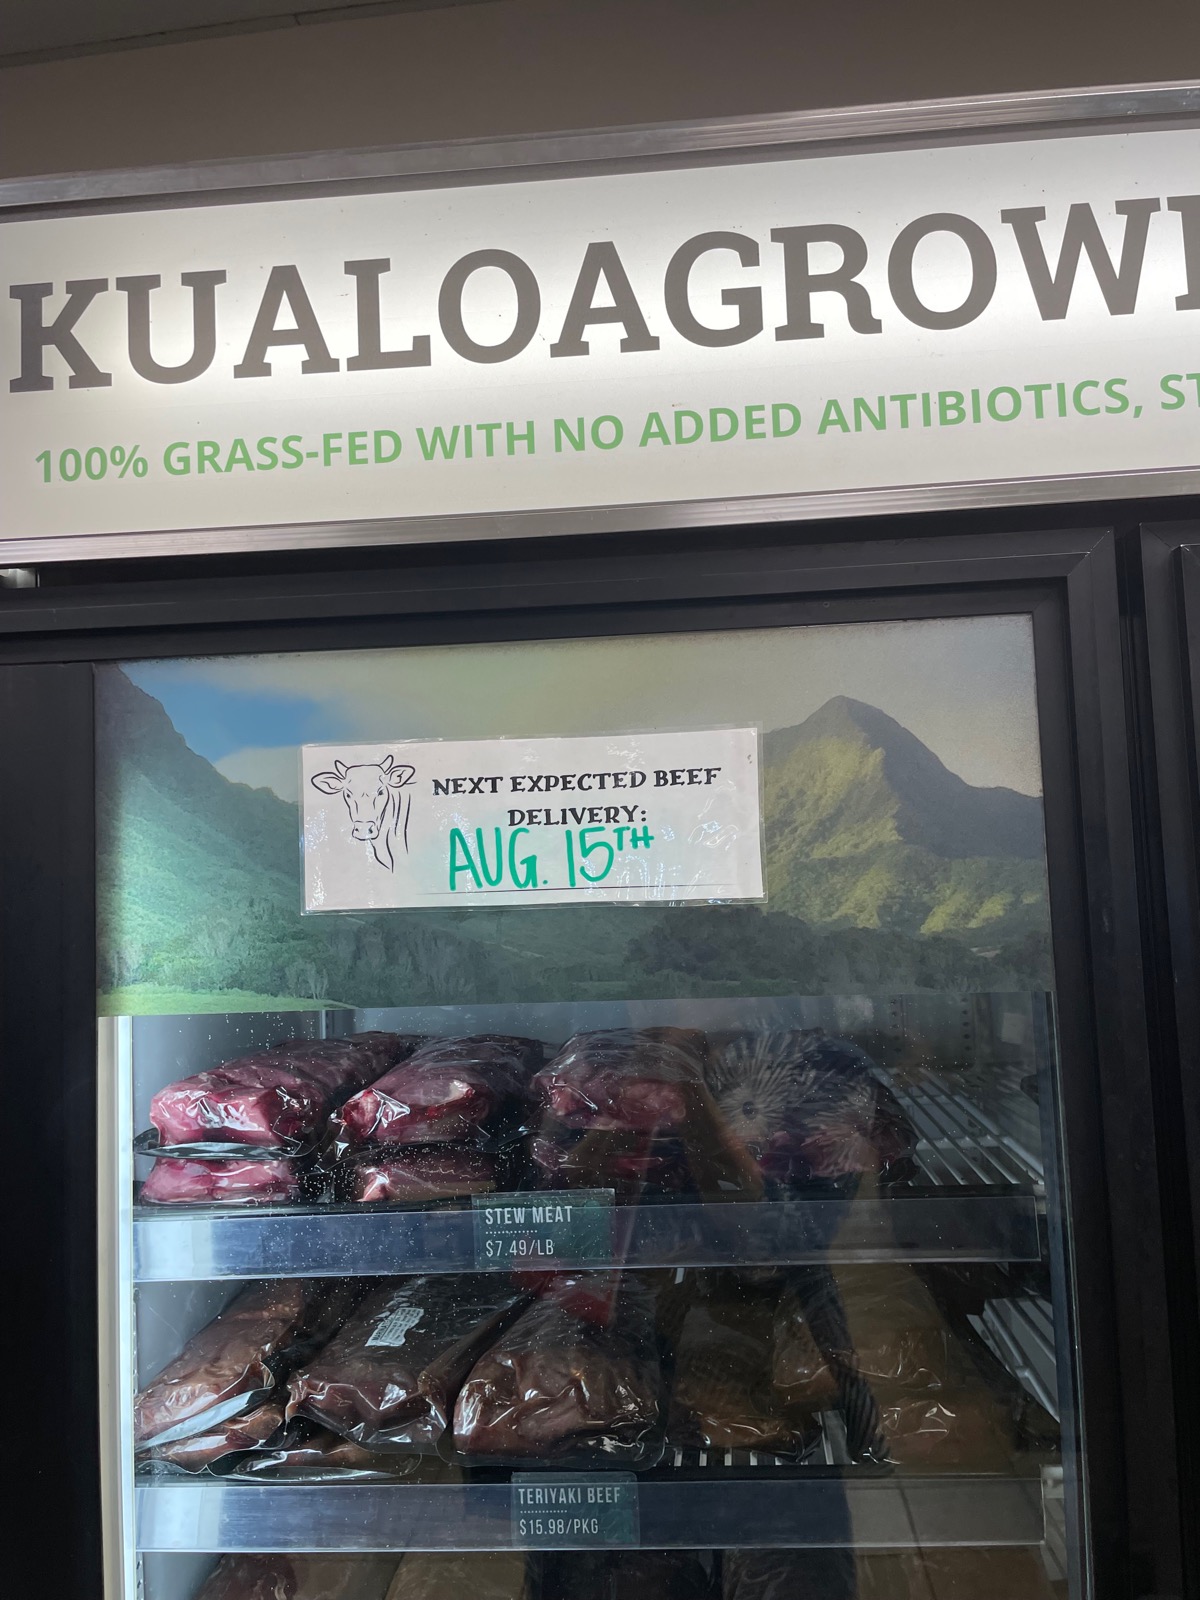 KUALOAGROW
100% GRASS-FED WITH NO ADDED ANTIBIOTICS, ST
NEXT EXPECTED BEEF
DELIVERY:
AUG. 15TH
STEW MEAT
$7.49/LB
TERIYAKI BEEF
$15.98/PKG